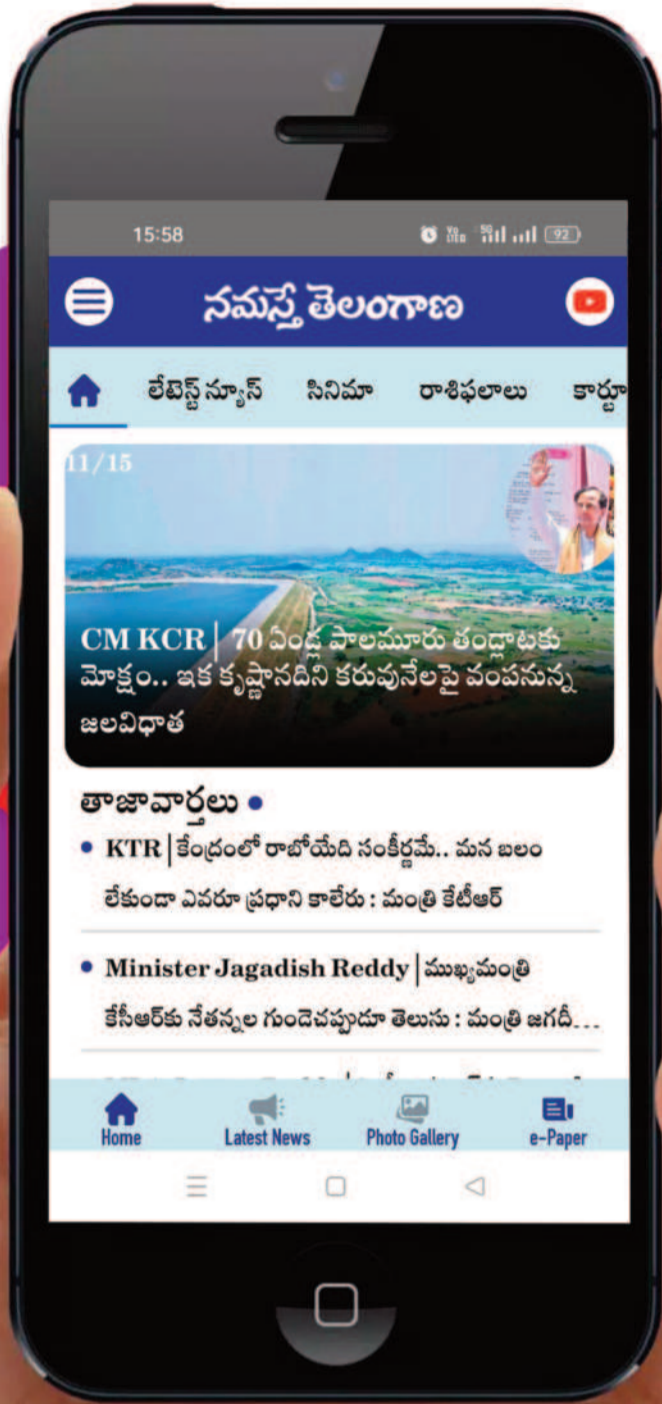 15:58
92
నమస్తే తెలంగాణ
లేటెస్ట్ న్యూస్ సినిమా రాశిఫలాలు కార్టూ
11/15
CM KCR | 70 ఏండ్ల పాలమూరు తండ్లాటకు
మోక్షం.. ఇక కృష్ణానదిని కరువునేలపై వంపనున్న
జలవిధాత
తాజావార్తలు
KTR | కేంద్రంలో రాబోయేది సంకీర్ణమే.. మన బలం
లేకుండా ఎవరూ ప్రధాని కాలేరు : మంత్రి కేటీఆర్
Minister Jagadish Reddy | ముఖ్యమంత్రి
కేసీఆర్‌కు నేతన్నల గుండెచప్పుడూ తెలుసు : మంత్రి జగదీ...
Home Latest News Photo Gallery e-Paper